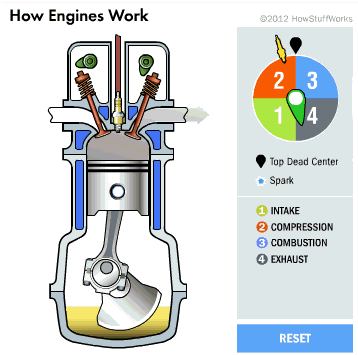 How Engines Work
©2012 HowStuffWorks
2 3
1 4
Top Dead Center
Spark
1 INTAKE
2 COMPRESSION
3 COMBUSTION
4 EXHAUST
RESET